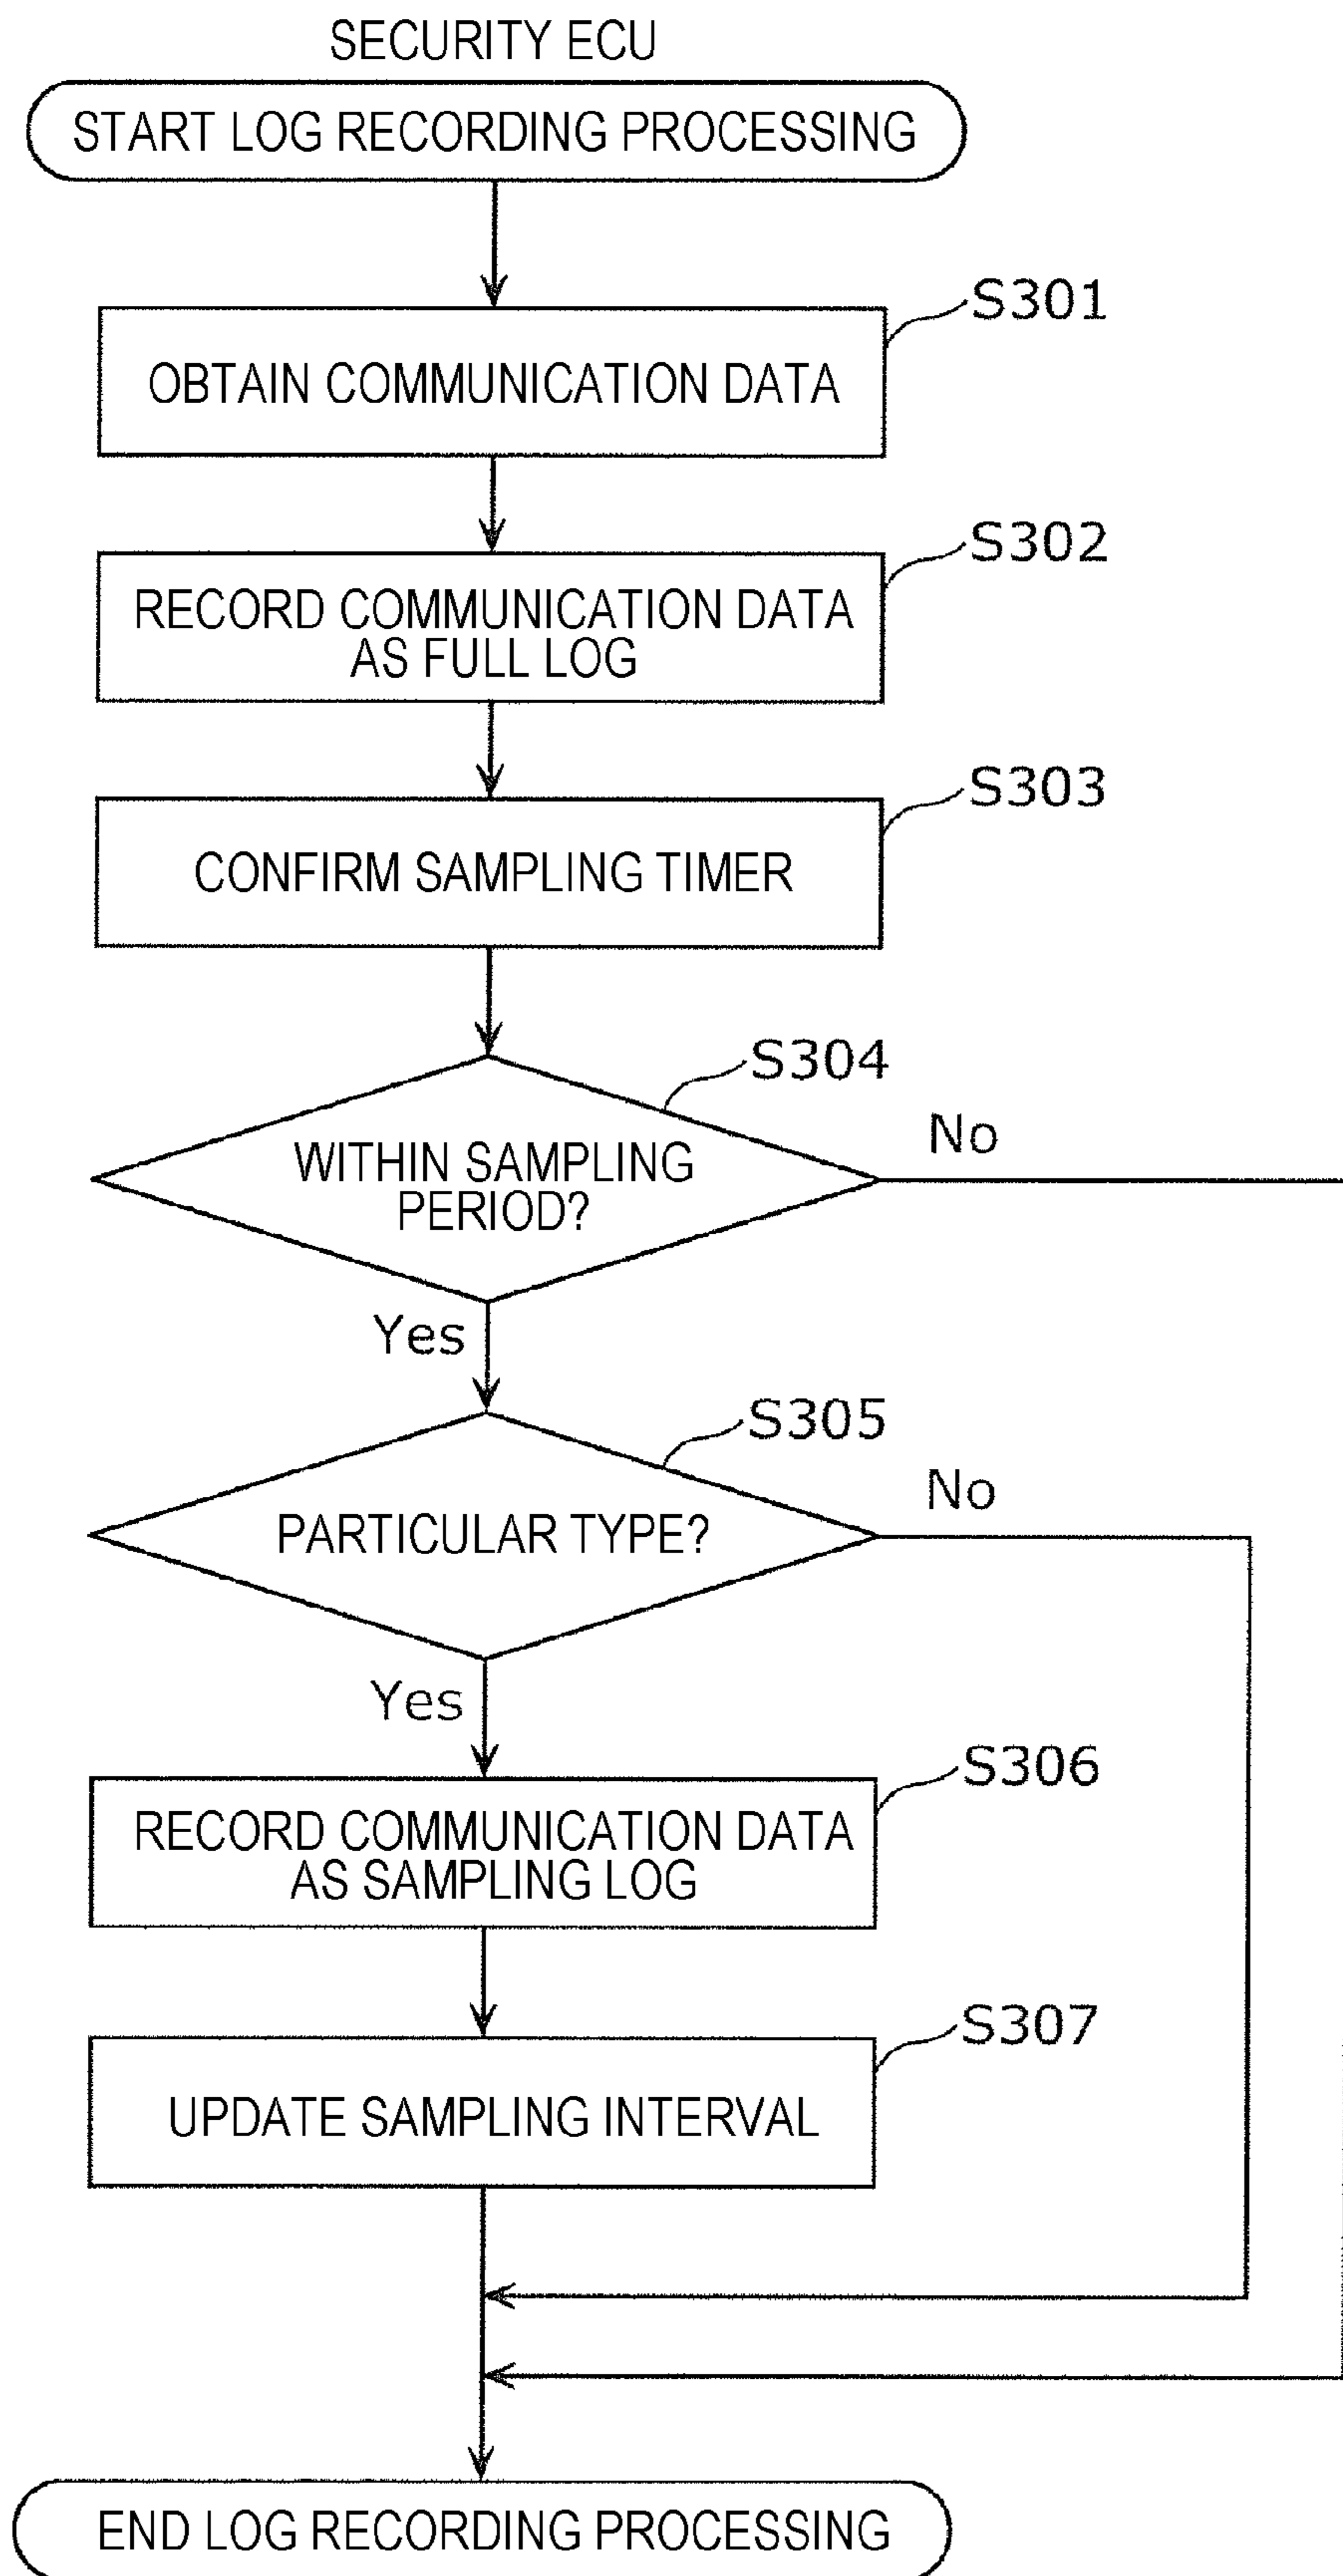 SECURITY ECU
START LOG RECORDING PROCESSING
S301
OBTAIN COMMUNICATION DATA
S302
RECORD COMMUNICATION DATA
AS FULL LOG
S303
CONFIRM SAMPLING TIMER
S304
No
WITHIN SAMPLING
PERIOD?
Yes
S305
No
PARTICULAR TYPE?
Yes
S306
RECORD COMMUNICATION DATA
AS SAMPLING LOG
S307
UPDATE SAMPLING INTERVAL
END LOG RECORDING PROCESSING